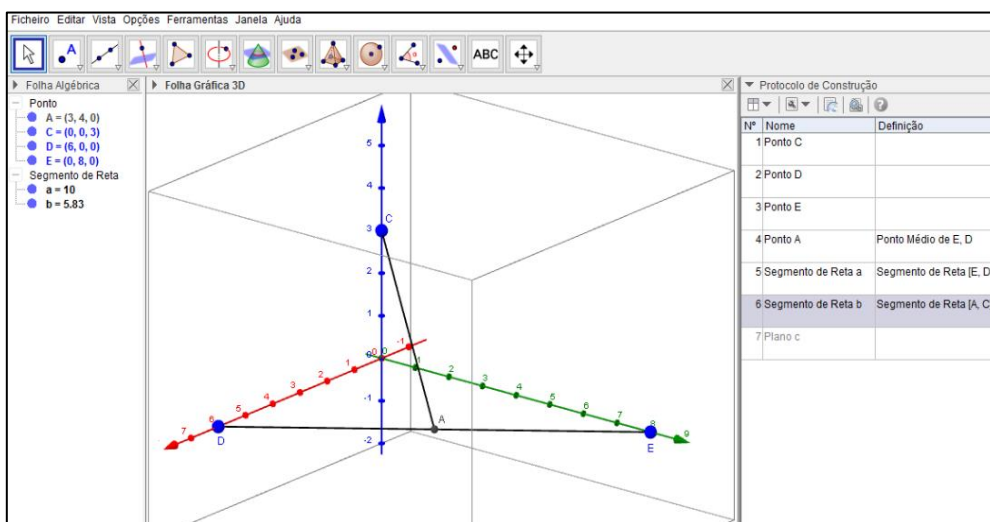 Ficheiro Editar Vista Opções Ferramentas Janela Ajuda
A
ABC
Folha Algébrica
Folha Gráfica 3D
Protocolo de Construção
Ponto
A = (3, 4, 0)
C = (0, 0, 3)
D = (6, 0, 0)
E = (0, 8, 0)
Segmento de Reta
a = 10
b = 5.83
Nº Nome Definição
1 Ponto C
2 Ponto D
3 Ponto E
4 Ponto A Ponto Médio de E, D
5 Segmento de Reta a Segmento de Reta [E, D
6 Segmento de Reta b Segmento de Reta [A, C
7 Plano c
5
4
C
3
2
1
0 0 0 -1
1 1
2 2
3 3
4 -1 4
5 5
6 6
7 7
-2 8
9
D
A
E